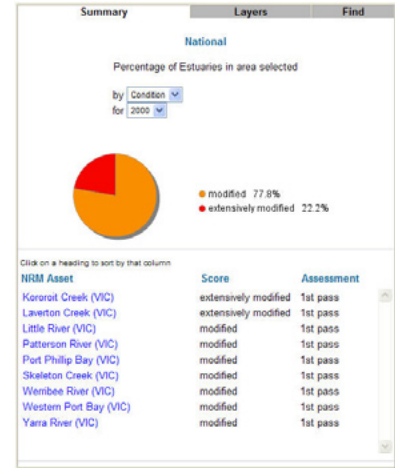 Summary Layers Find
National
Percentage of Estuaries in area selected
by Condition
for 2000
modified 77.8%
extensively modified 22.2%
Click on a heading to sort by that column
NRM Asset Score Assessment
Kororoit Creek (VIC) extensively modified 1st pass
Laverton Creek (VIC) extensively modified 1st pass
Little River (VIC) modified 1st pass
Patterson River (VIC) modified 1st pass
Port Phillip Bay (VIC) modified 1st pass
Skeleton Creek (VIC) modified 1st pass
Werribee River (VIC) modified 1st pass
Western Port Bay (VIC) modified 1st pass
Yarra River (VIC) modified 1st pass